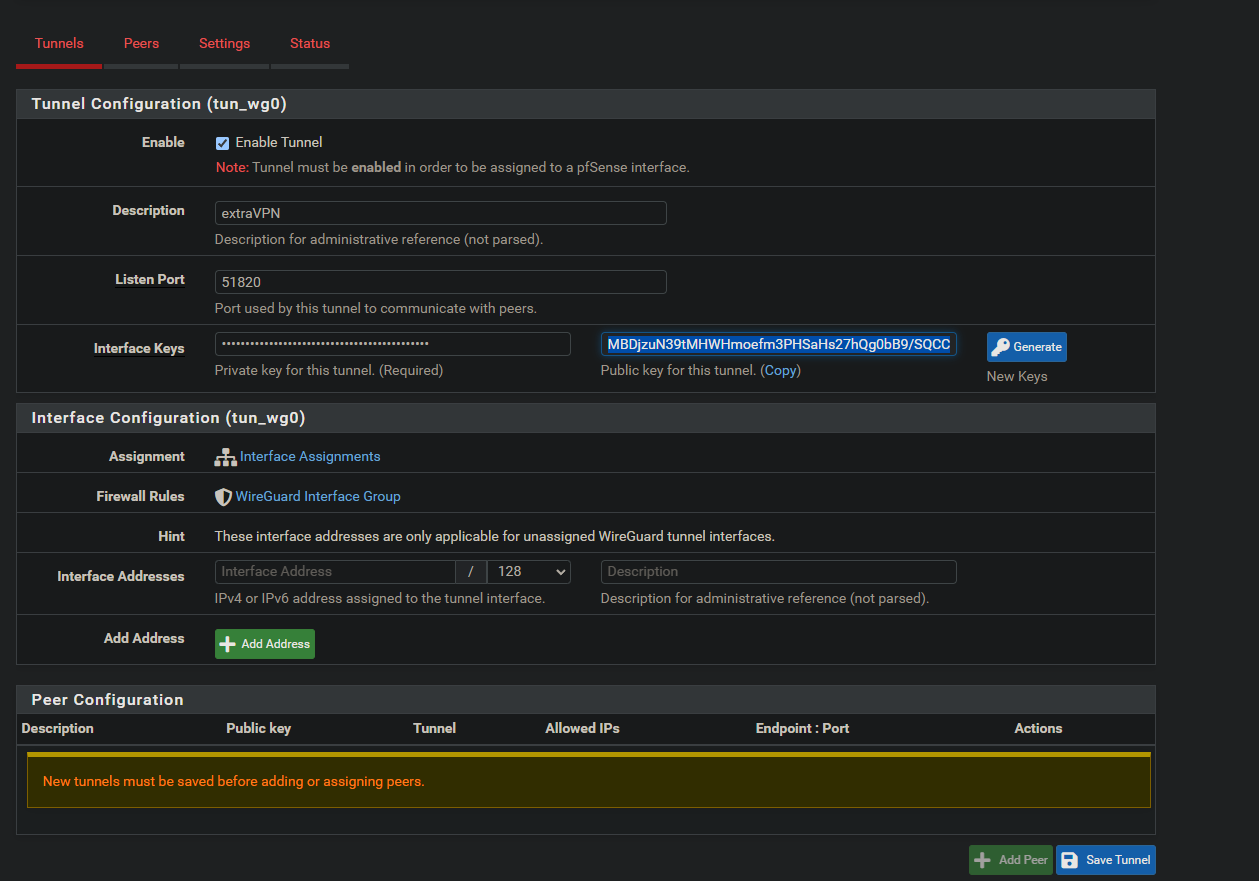 Tunnels Peers Settings Status
Tunnel Configuration (tun_wg0)
Enable Enable Tunnel
Note: Tunnel must be enabled in order to be assigned to a pfSense interface.
Description extraVPN
Description for administrative reference (not parsed).
Listen Port 51820
Port used by this tunnel to communicate with peers.
Interface Keys ••••••••••••••••••••••••••••••••••••••••••• MBDjzuN39tMHWHmoefm3PHSaHs27hQg0bB9/SQCC Generate
Private key for this tunnel. (Required) Public key for this tunnel. (Copy) New Keys
Interface Configuration (tun_wg0)
Assignment Interface Assignments
Firewall Rules WireGuard Interface Group
Hint These interface addresses are only applicable for unassigned WireGuard tunnel interfaces.
Interface Addresses Interface Address / 128 Description
IPv4 or IPv6 address assigned to the tunnel interface. Description for administrative reference (not parsed).
Add Address Add Address
Peer Configuration
Description Public key Tunnel Allowed IPs Endpoint : Port Actions
New tunnels must be saved before adding or assigning peers.
Add Peer Save Tunnel